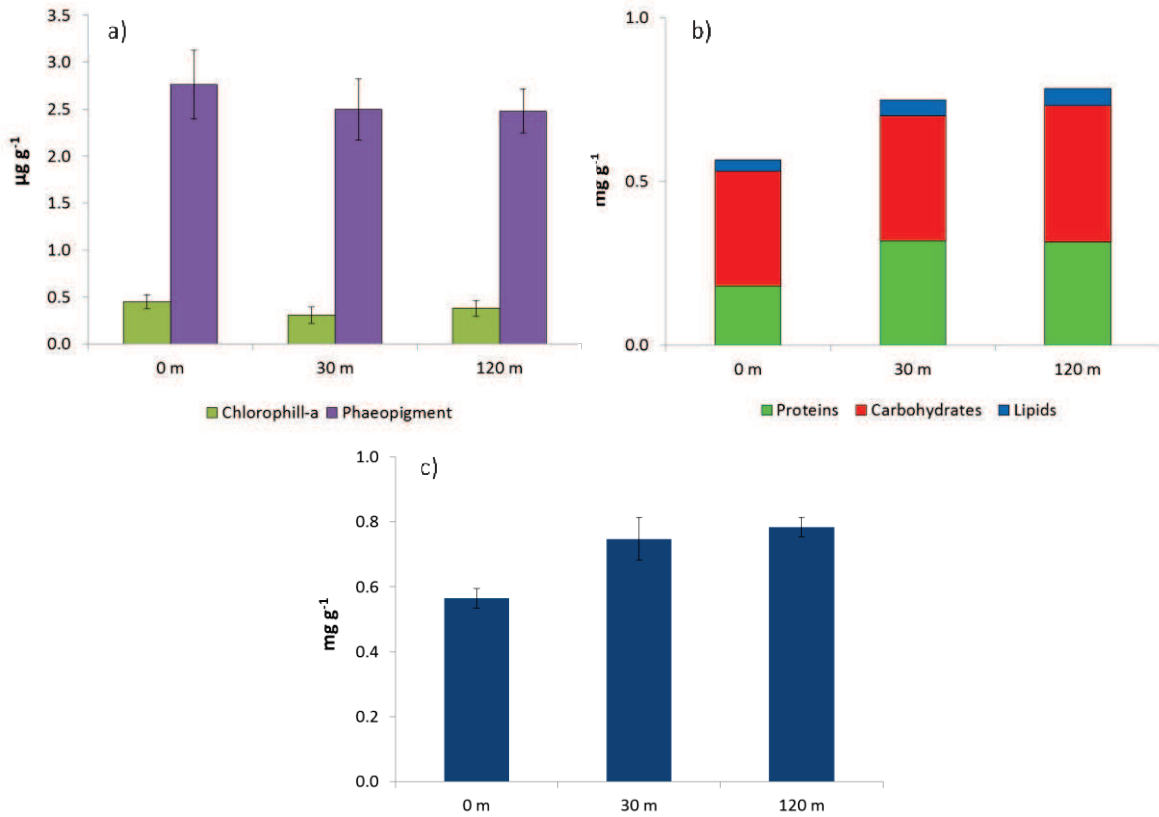 a)
3.5
3.0
2.5
2.0
1.5
1.0
0.5
0.0
µg g⁻¹
0 m 30 m 120 m
Chlorophill-a Phaeopigment
b)
1.0
0.5
0.0
mg g⁻¹
0 m 30 m 120 m
Proteins Carbohydrates Lipids
c)
1.0
0.8
0.6
0.4
0.2
0.0
mg g⁻¹
0 m 30 m 120 m